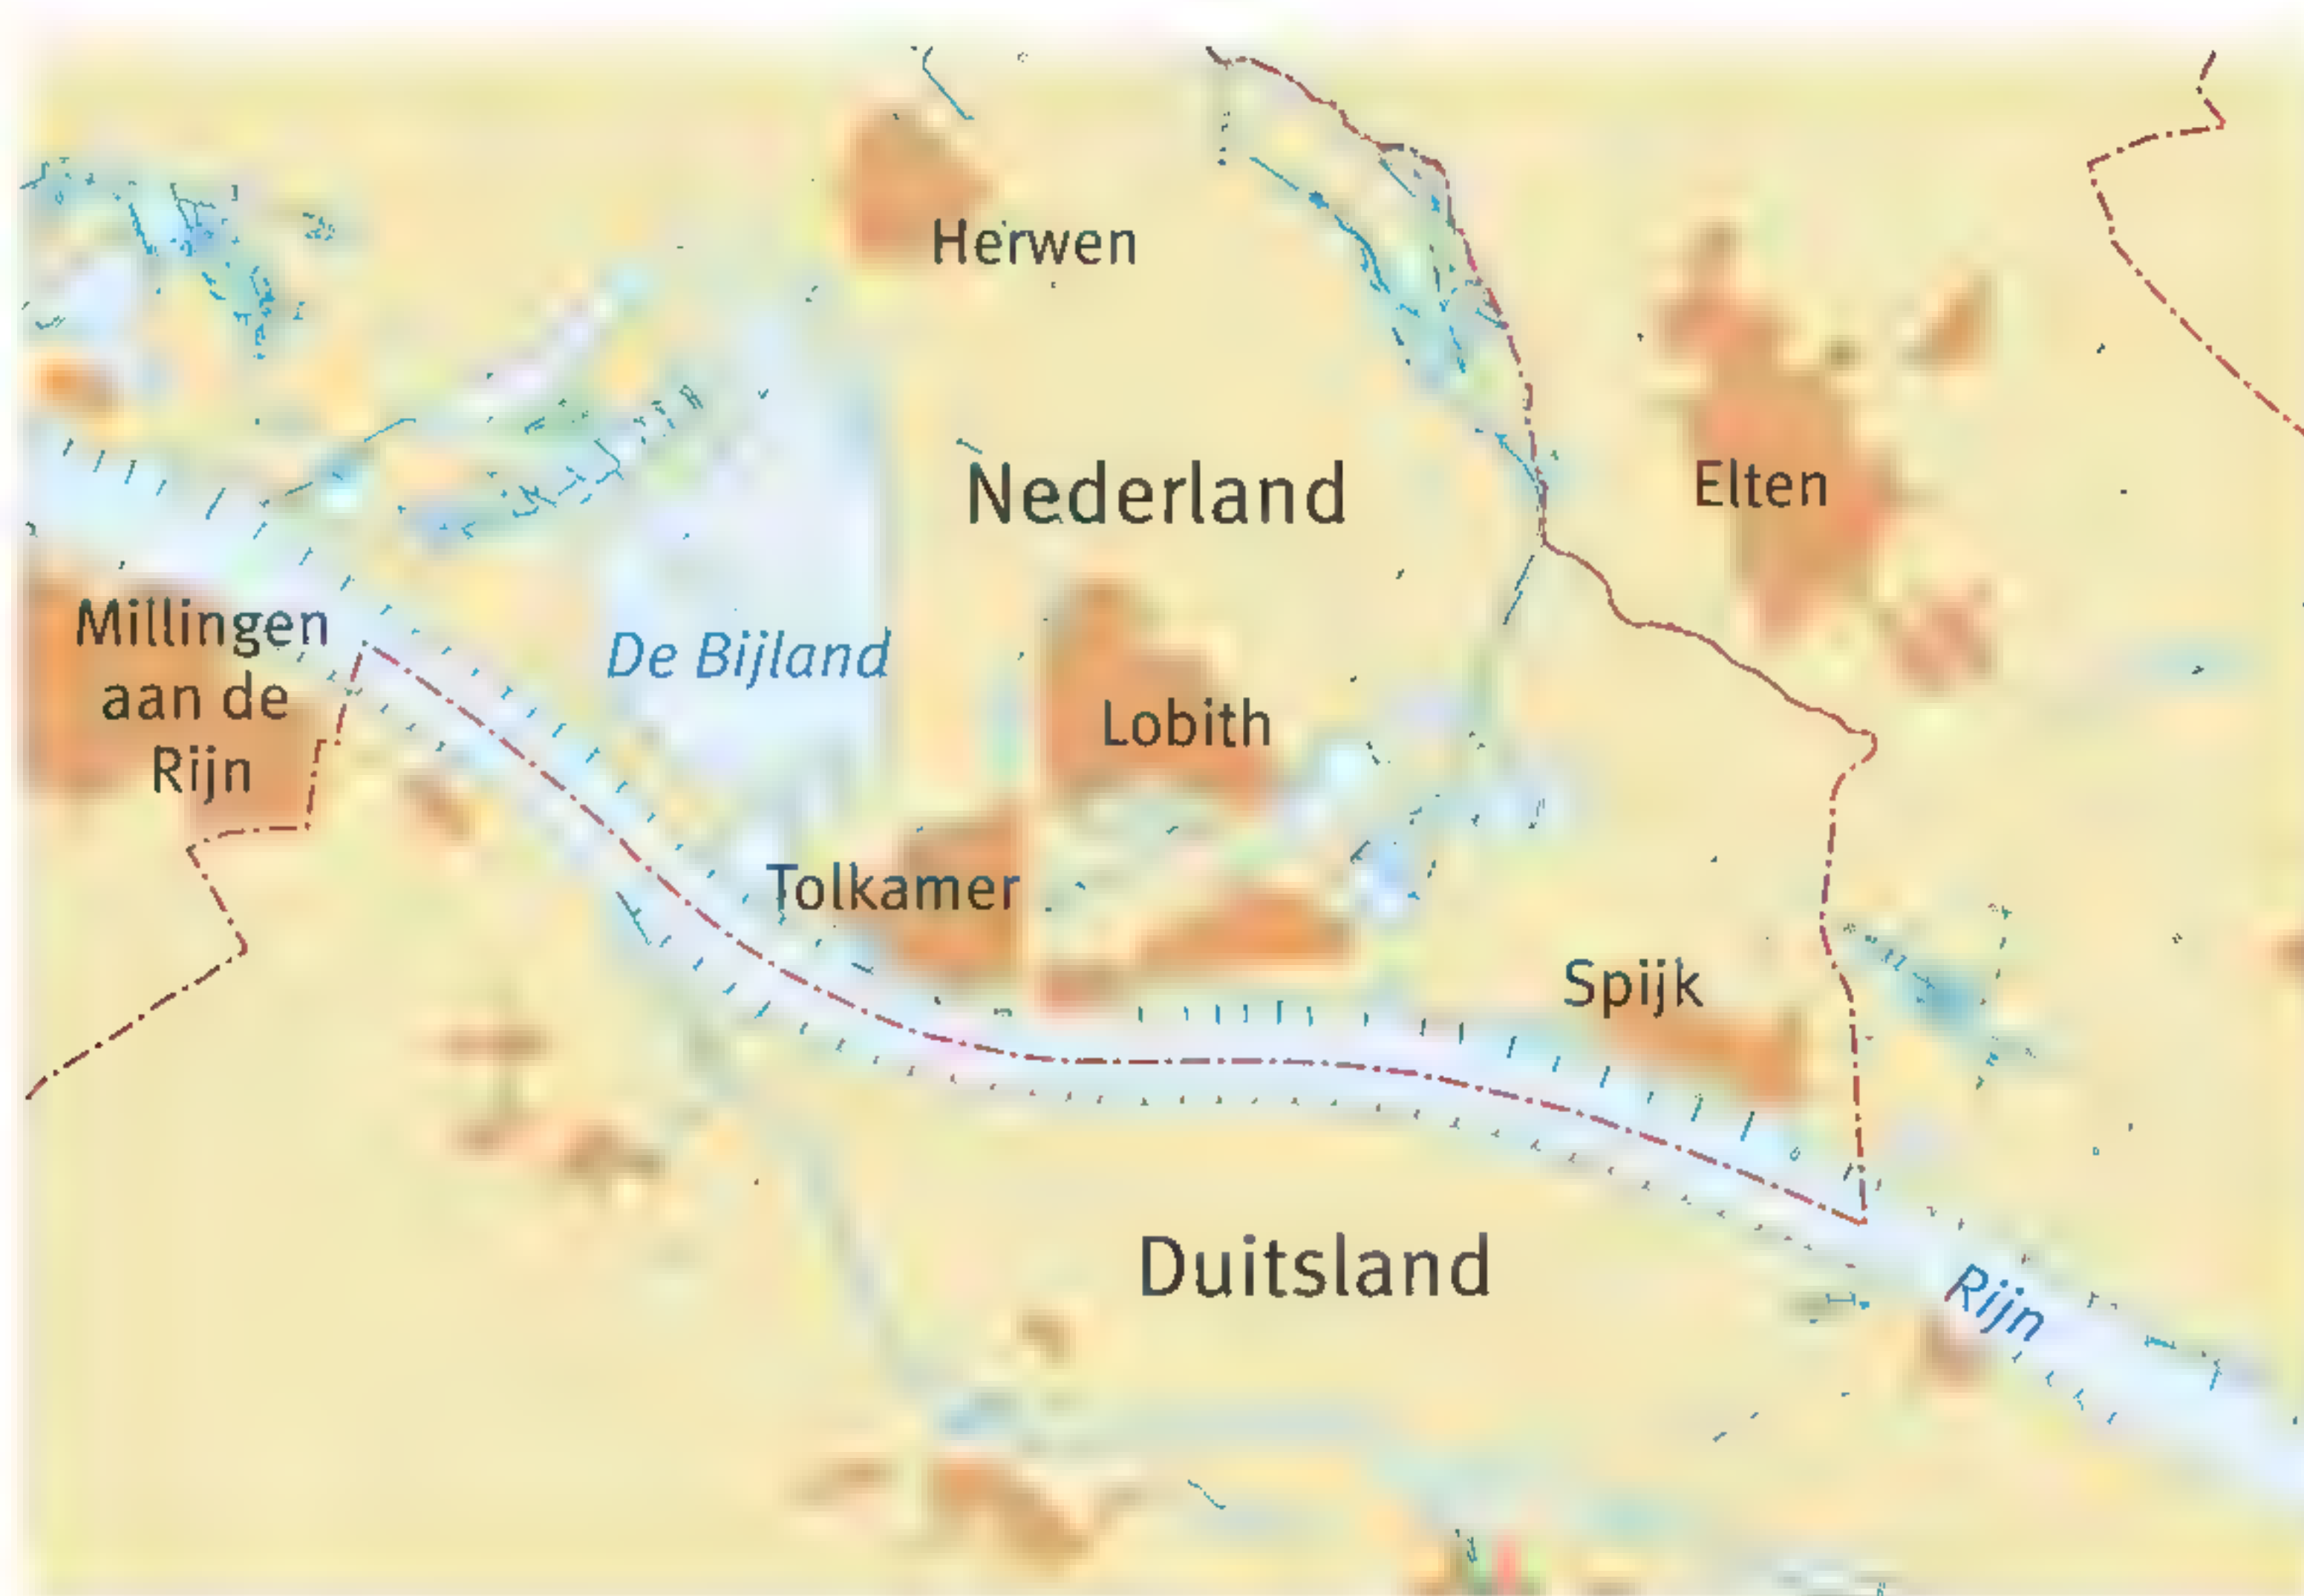 Herwen
Nederland
Elten
Millingen
aan de
Rijn
De Bijland
Lobith
Tolkamer
Spijk
Duitsland
Rijn